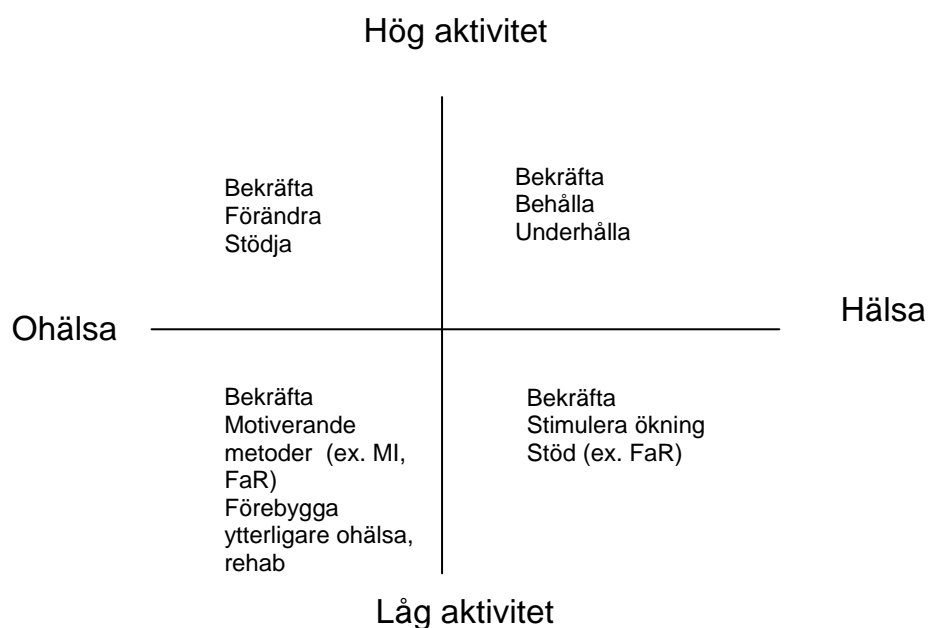 Hög aktivitet
Bekräfta
Förändra
Stödja
Bekräfta
Behålla
Underhålla
Ohälsa
Hälsa
Bekräfta
Motiverande
metoder (ex. MI,
FaR)
Förebygga
ytterligare ohälsa,
rehab
Bekräfta
Stimulera ökning
Stöd (ex. FaR)
Låg aktivitet